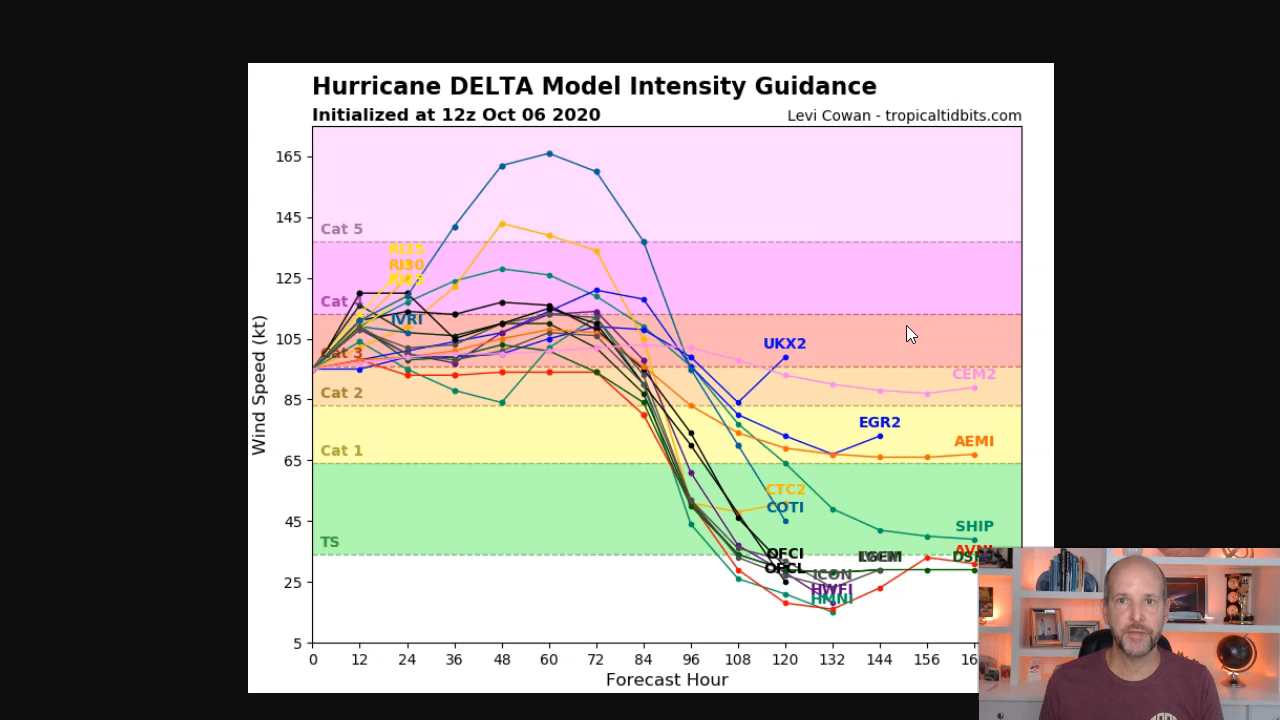 Hurricane DELTA Model Intensity Guidance
Initialized at 12z Oct 06 2020
Levi Cowan - tropicaltidbits.com
165
145
125
105
85
65
45
25
5
Wind Speed (kt)
Cat 5
Cat
Cat 3
Cat 2
Cat 1
TS
RI35
RI30
IVRI
UKX2
CEM2
EGR2
AEMI
CTC2
COTI
SHIP
OFCI
OFCL
LGEM
ICON
HWFI
HMNI
0 12 24 36 48 60 72 84 96 108 120 132 144 156
Forecast Hour